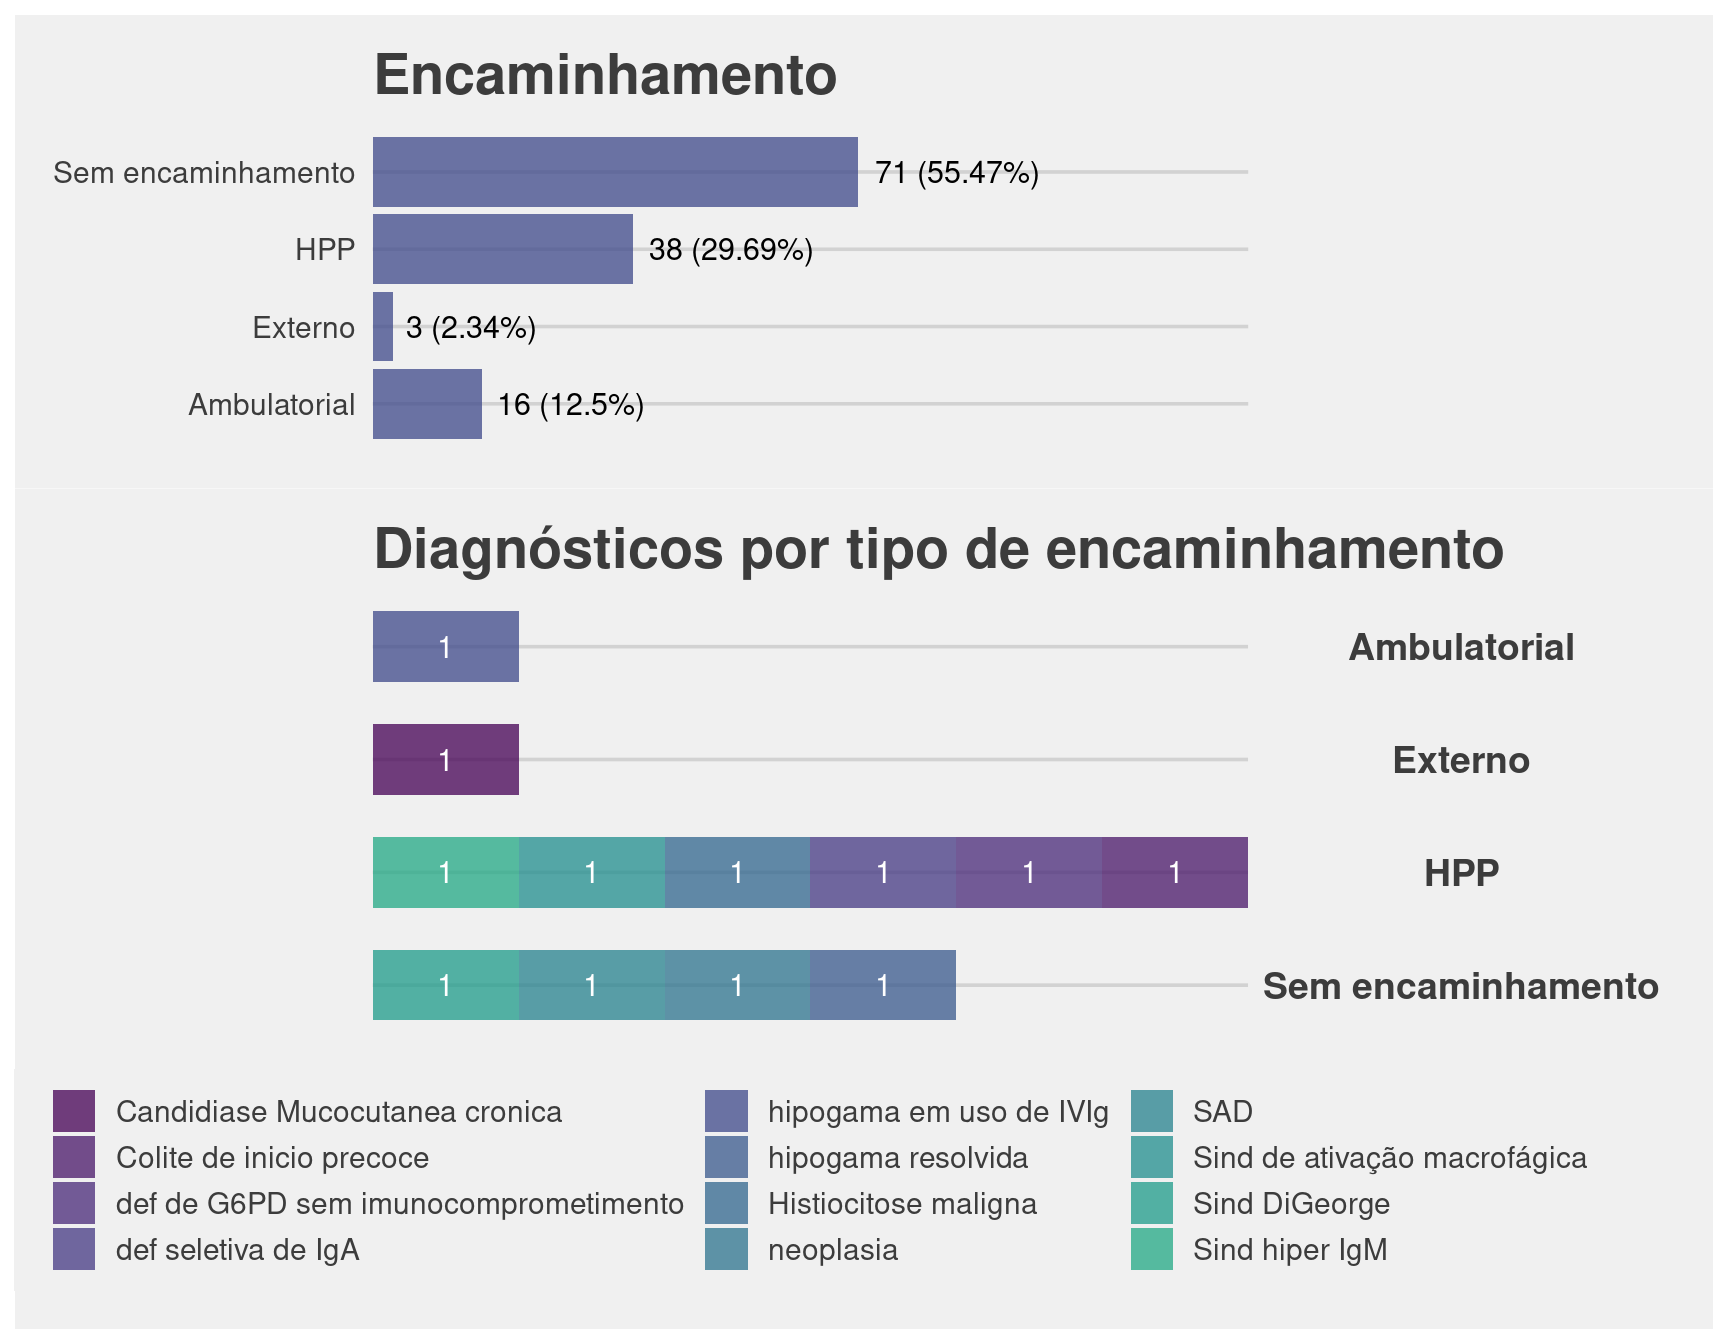 Encaminhamento
Sem encaminhamento 71 (55.47%)
HPP 38 (29.69%)
Externo 3 (2.34%)
Ambulatorial 16 (12.5%)
Diagnósticos por tipo de encaminhamento
1 Ambulatorial
1 Externo
1 1 1 1 1 1 HPP
1 1 1 1 Sem encaminhamento
Candidiase Mucocutanea cronica
Colite de inicio precoce
def de G6PD sem imunocomprometimento
def seletiva de IgA
hipogama em uso de IVIg
hipogama resolvida
Histiocitose maligna
neoplasia
SAD
Sind de ativação macrofágica
Sind DiGeorge
Sind hiper IgM